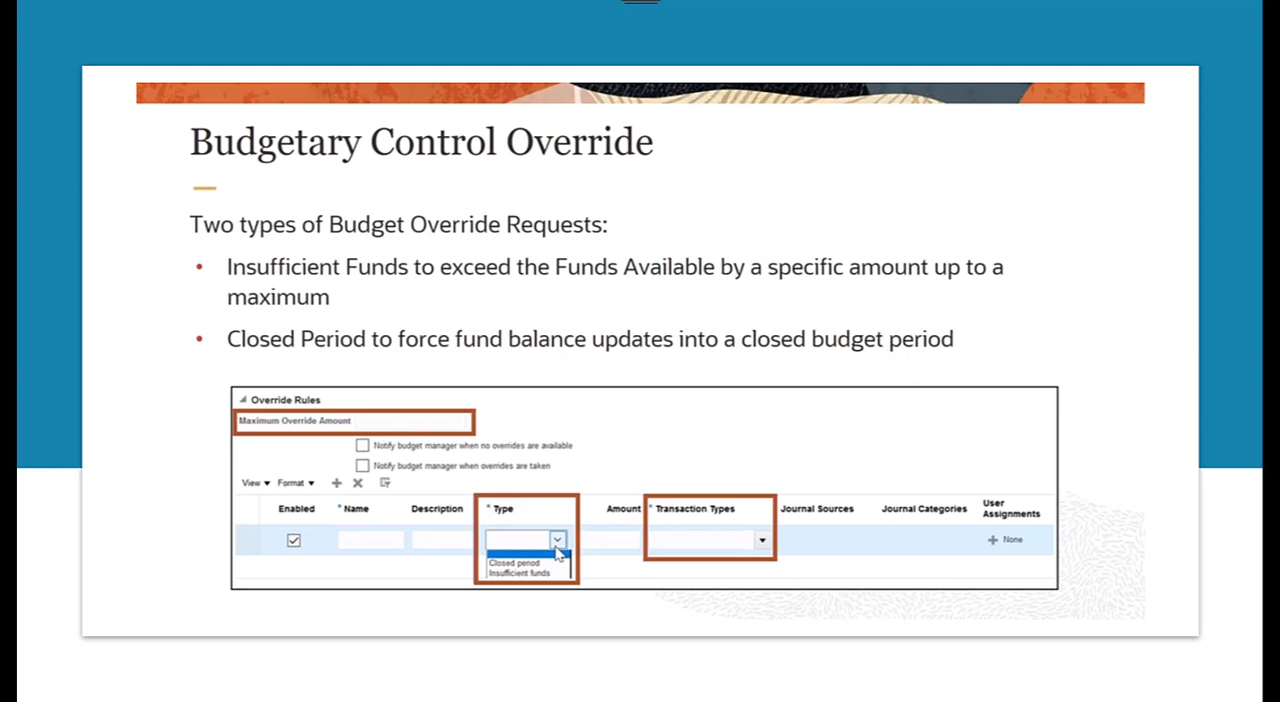 Budgetary Control Override
Two types of Budget Override Requests:
• Insufficient Funds to exceed the Funds Available by a specific amount up to a
maximum
• Closed Period to force fund balance updates into a closed budget period
Override Rules
Maximum Override Amount
Notify budget manager when no overrides are available
Notify budget manager when overrides are taken
View Format
Enabled * Name Description * Type Amount * Transaction Types Journal Sources Journal Categories User Assignments
None
Closed period
Insufficient funds